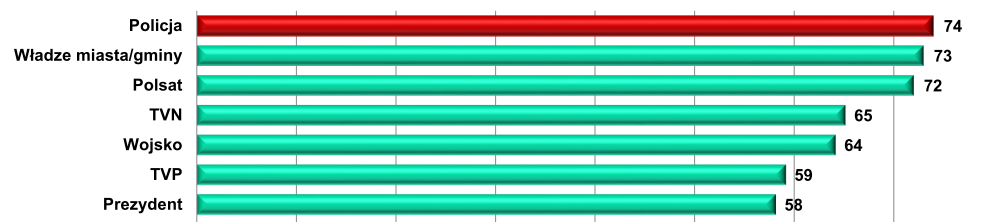 Policja 74
Władze miasta/gminy 73
Polsat 72
TVN 65
Wojsko 64
TVP 59
Prezydent 58